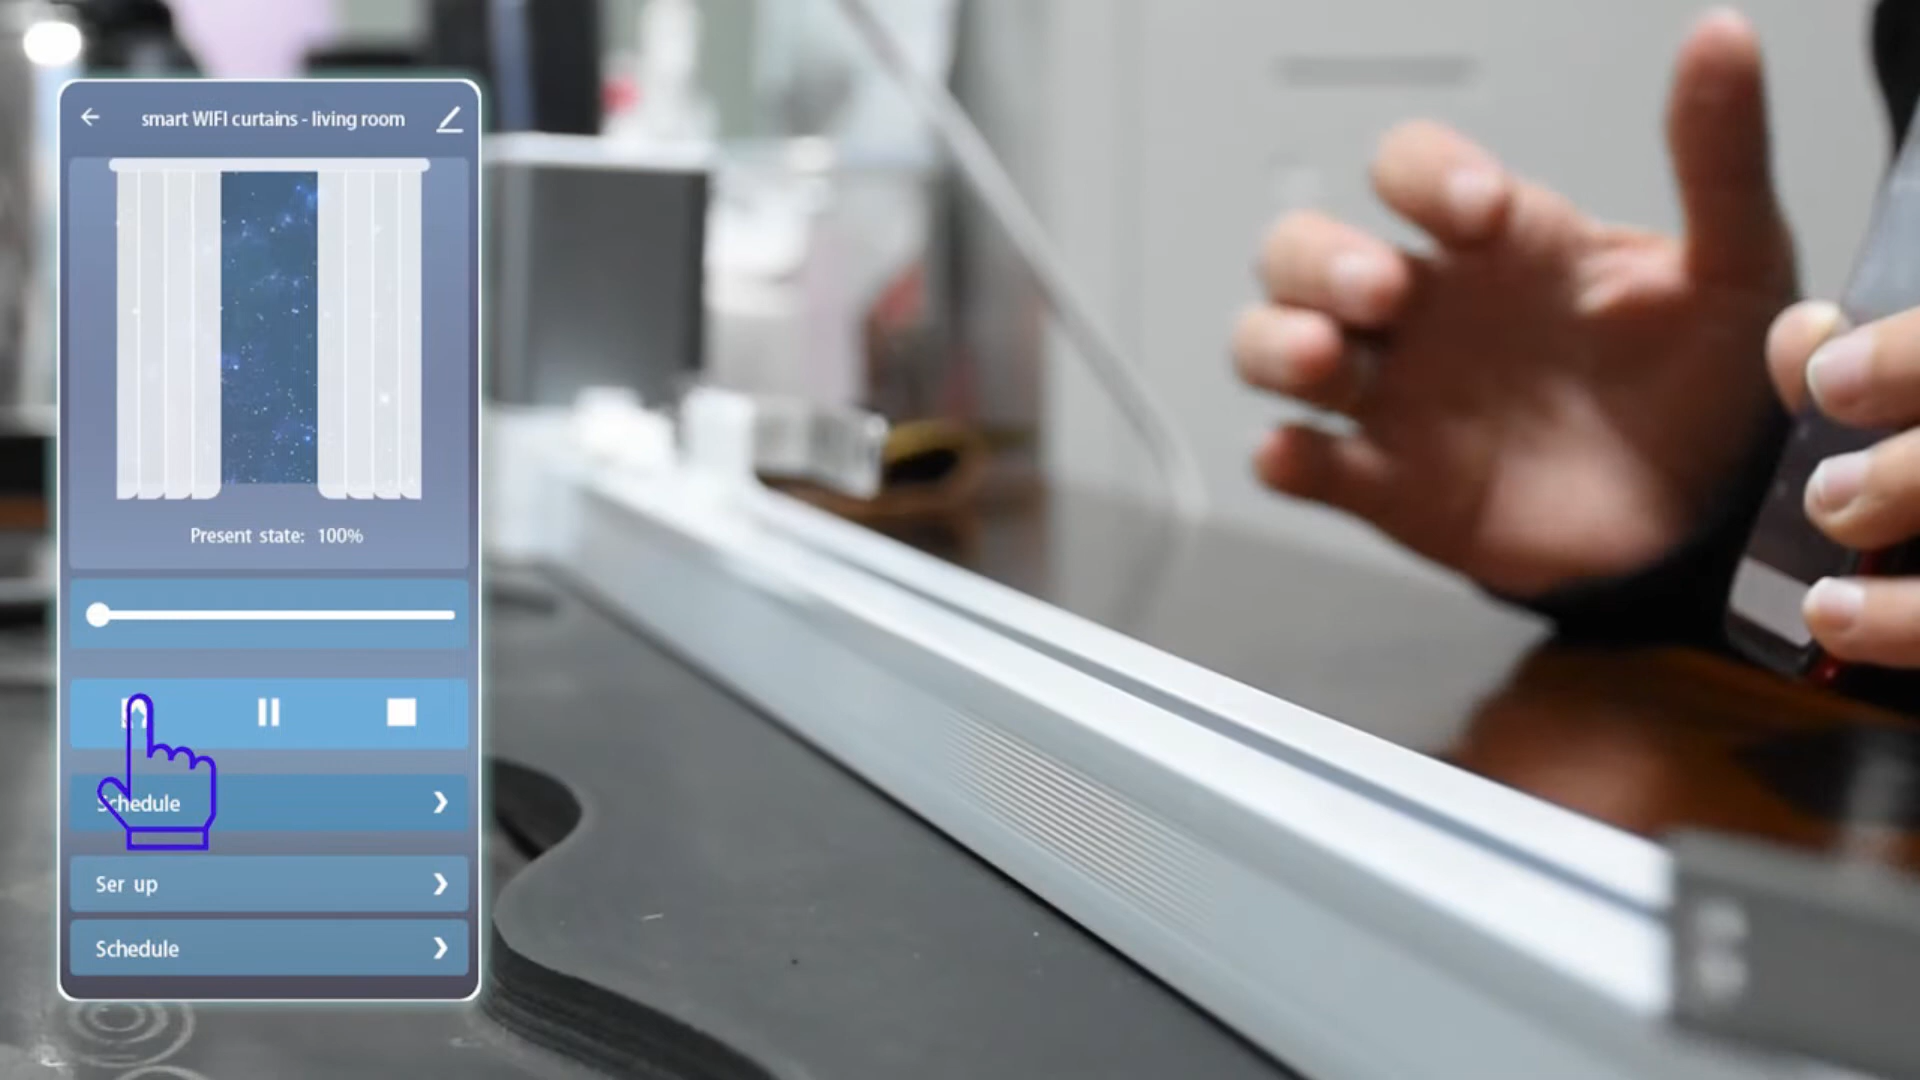 smart WIFI curtains - living room
Present state: 100%
Schedule
Ser up
Schedule